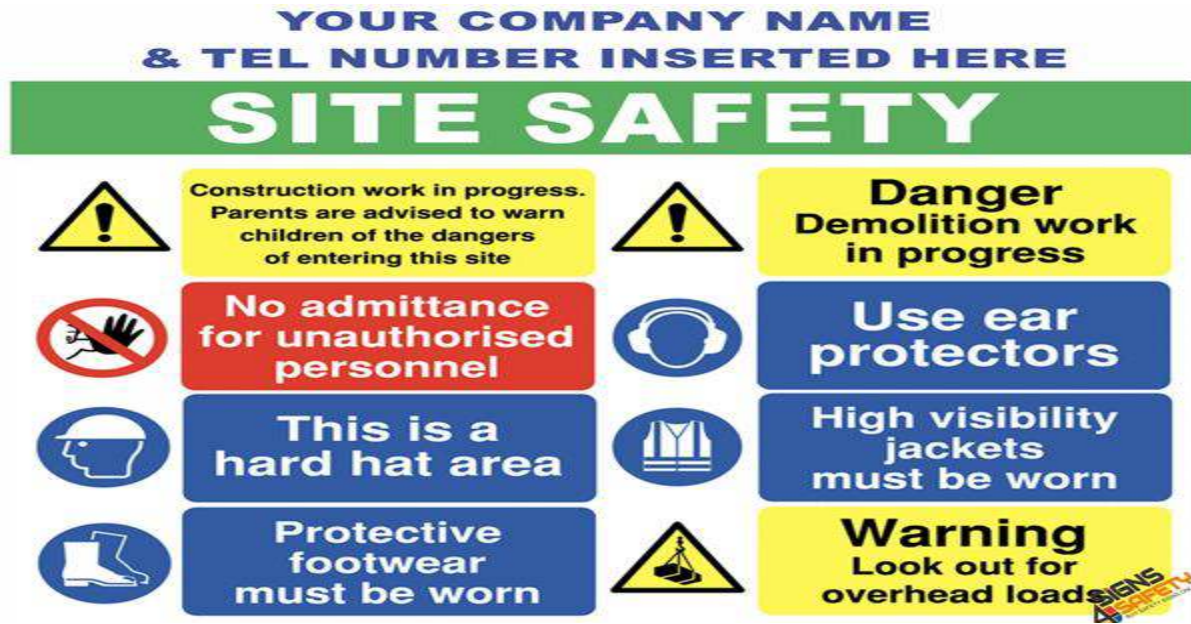 YOUR COMPANY NAME
& TEL NUMBER INSERTED HERE
SITE SAFETY
Construction work in progress.
Parents are advised to warn
children of the dangers
of entering this site
Danger
Demolition work
in progress
No admittance
for unauthorised
personnel
Use ear
protectors
This is a
hard hat area
High visibility
jackets
must be worn
Protective
footwear
must be worn
Warning
Look out for
overhead loads
SIGNS
4SAFETY